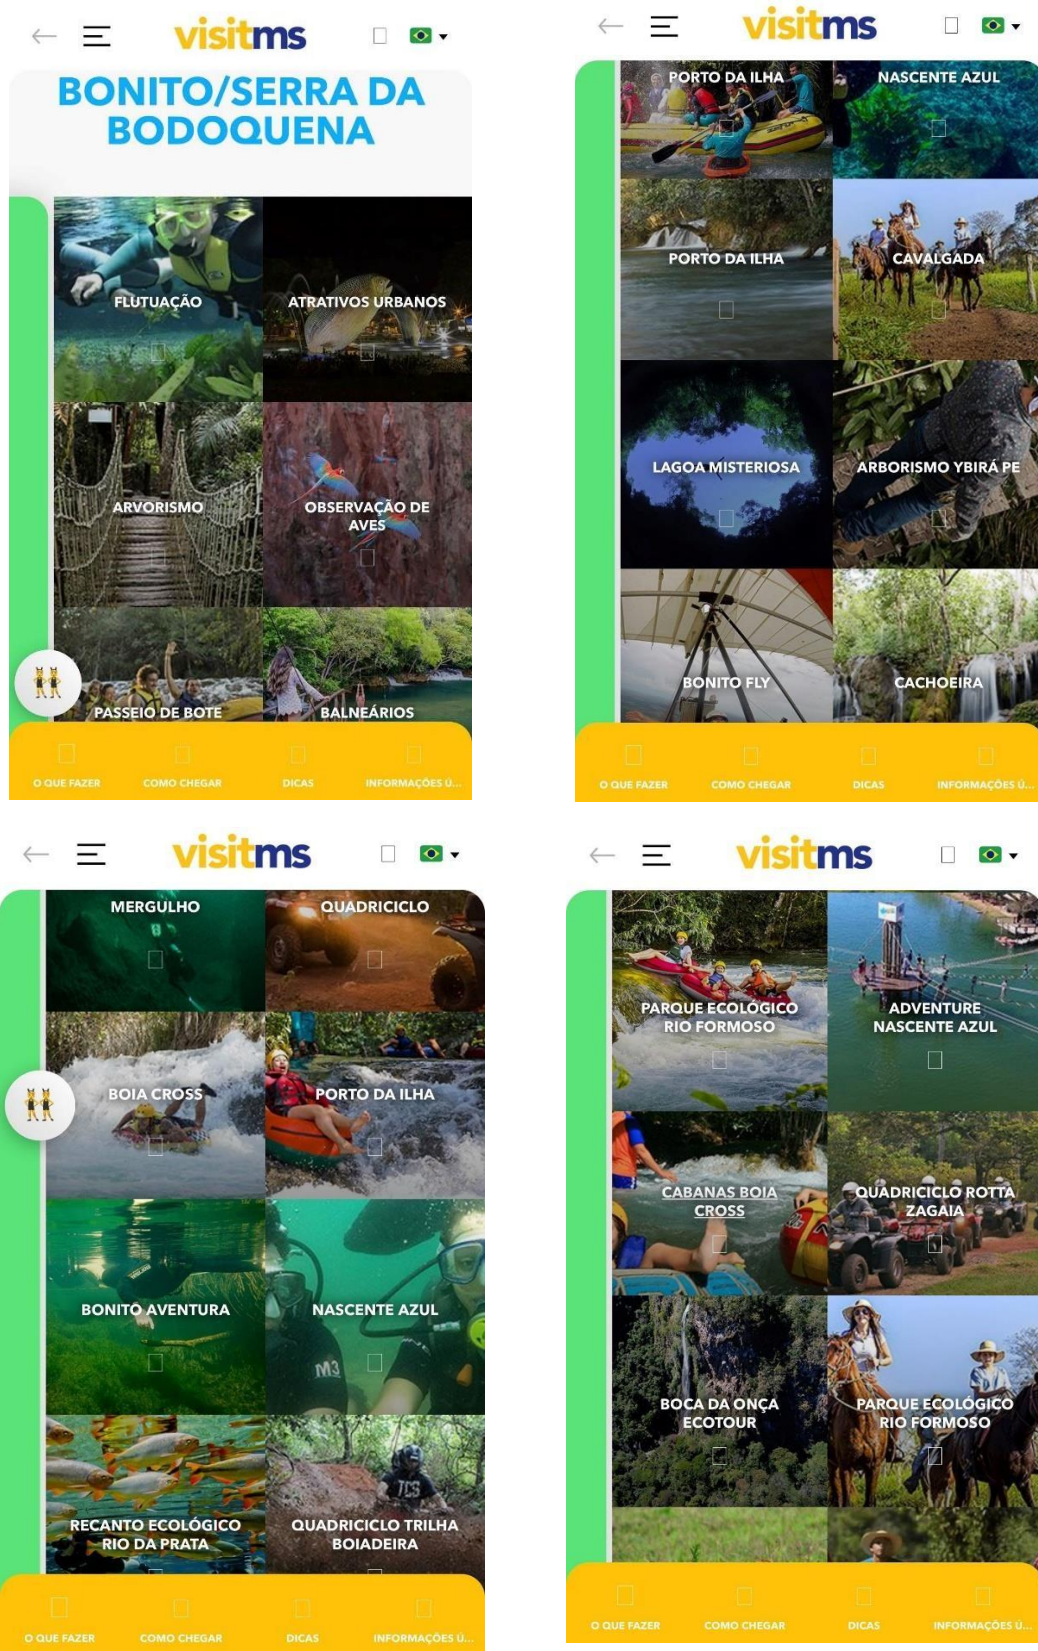 visitms
BONITO/SERRA DA
BODOQUENA
FLUTUAÇÃO
ATRATIVOS URBANOS
ARVORISMO
OBSERVAÇÃO DE
AVES
PASSEIO DE BOTE
BALNEÁRIOS
O QUE FAZER
COMO CHEGAR
DICAS
INFORMAÇÕES Ú...
visitms
PORTO DA ILHA
NASCENTE AZUL
PORTO DA ILHA
CAVALGADA
LAGOA MISTERIOSA
ARBORISMO YBIRÁ PE
BONITO FLY
CACHOEIRA
O QUE FAZER
COMO CHEGAR
DICAS
INFORMAÇÕES Ú...
visitms
MERGULHO
QUADRICICLO
BOIA CROSS
PORTO DA ILHA
BONITO AVENTURA
NASCENTE AZUL
M3
RECANTO ECOLÓGICO
RIO DA PRATA
QUADRICICLO TRILHA
BOIADEIRA
O QUE FAZER
COMO CHEGAR
DICAS
INFORMAÇÕES Ú...
visitms
PARQUE ECOLÓGICO
RIO FORMOSO
ADVENTURE
NASCENTE AZUL
CABANAS BOIA
CROSS
QUADRICICLO ROTTA
ZAGAIA
BOCA DA ONÇA
ECOTOUR
PARQUE ECOLÓGICO
RIO FORMOSO
O QUE FAZER
COMO CHEGAR
DICAS
INFORMAÇÕES Ú...